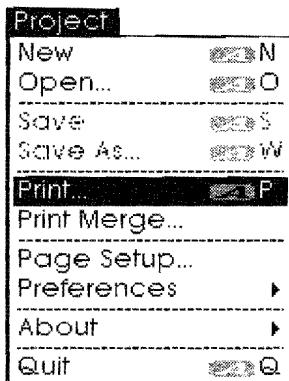 Project
New N
Open... O
Save S
Save As... W
Print... P
Print Merge...
Page Setup...
Preferences
About
Quit Q